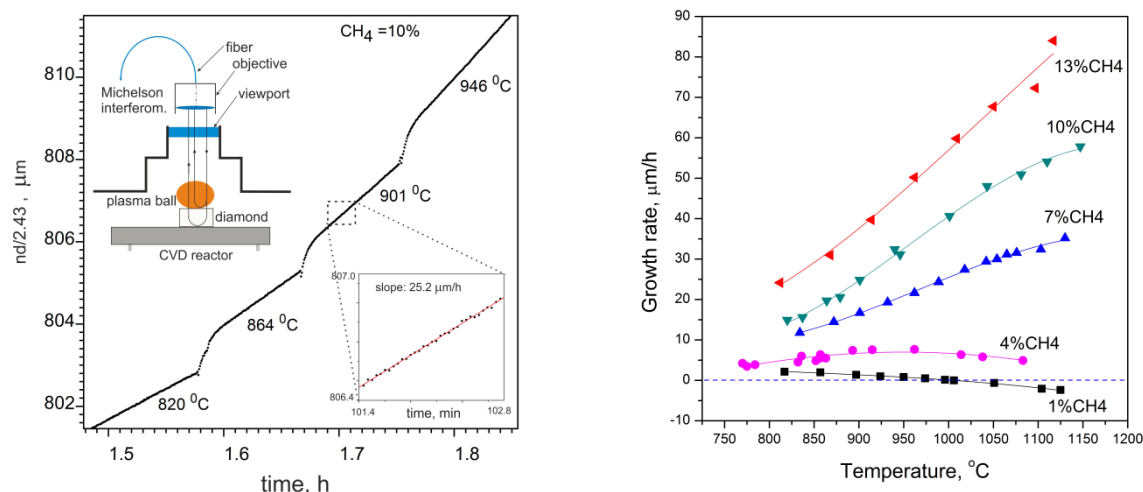 CH4 =10%
fiber
objective
Michelson
interferom.
viewport
plasma ball
diamond
CVD reactor
946 ⁰C
901 ⁰C
864 ⁰C
820 ⁰C
807.0
slope: 25.2 μm/h
806.4
101.4
102.8
time, min
nd/2.43 , μm
810
808
806
804
802
1.5
1.6
1.7
1.8
time, h
Growth rate, μm/h
90
80
70
60
50
40
30
20
10
0
-10
13%CH4
10%CH4
7%CH4
4%CH4
1%CH4
750
800
850
900
950
1000
1050
1100
1150
1200
Temperature, °C